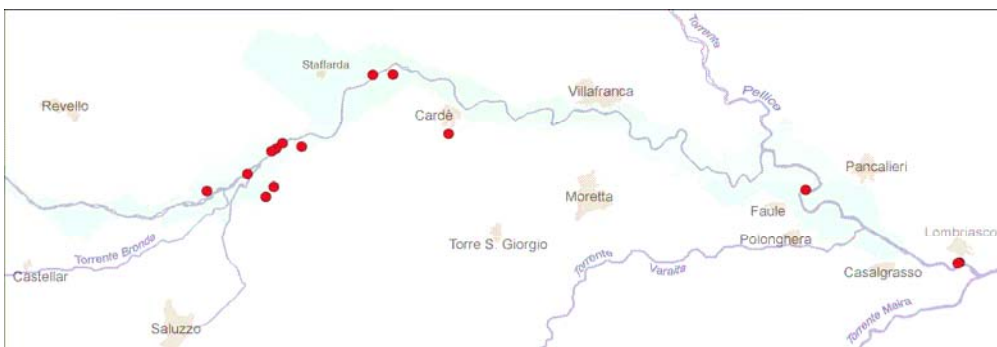 Torrente
Staffarda
Pellice
Villafranca
Revello
Cardè
Pancalieri
Moretta
Faule
Lombriasco
Torre S. Giorgio
Polonghera
Torrente Bronda
Torrente
Varaita
Castellar
Casalgrasso
Saluzzo
Torrente Maira